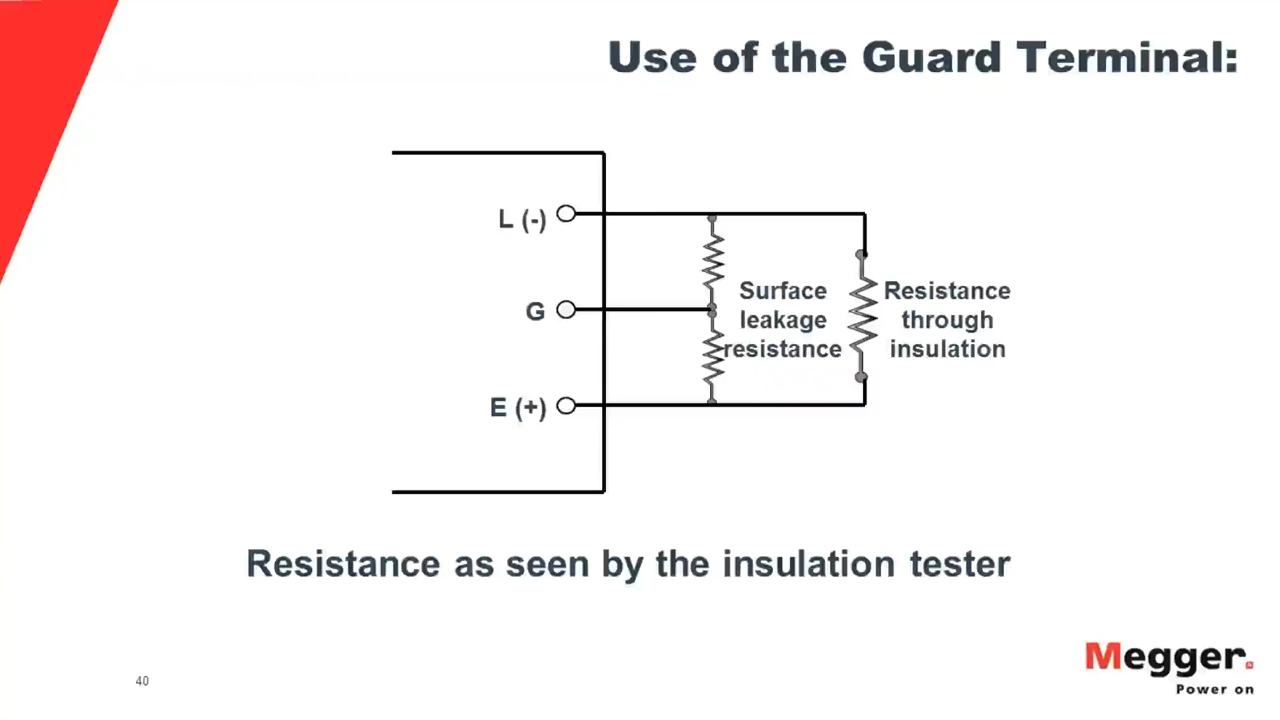 Use of the Guard Terminal:
L (-)
G
E (+)
Surface
leakage
resistance
Resistance
through
insulation
Resistance as seen by the insulation tester
40
Megger.
Power on